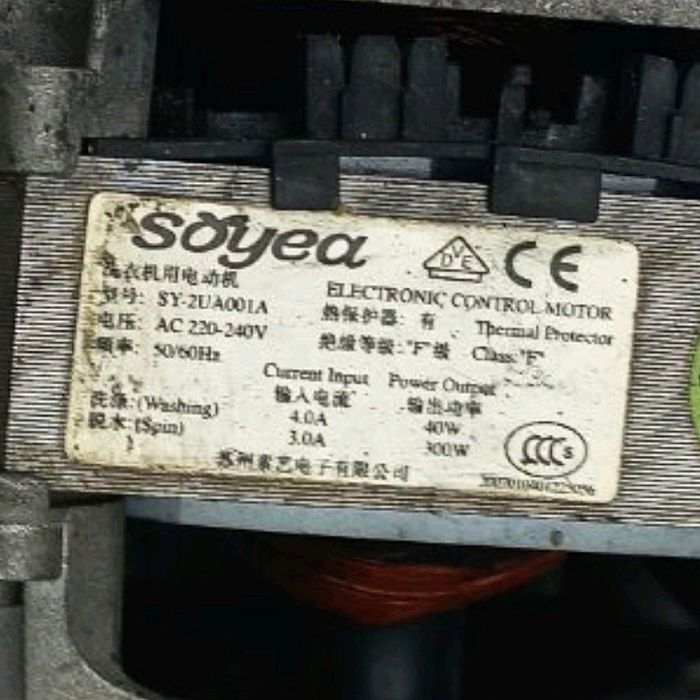 soyea
VDE
CE
洗衣机用电动机
ELECTRONIC CONTROL MOTOR
型号: SY-2UA001A
热保护器: 有 Thermal Protector
电压: AC 220-240V
绝缘等级: "F"级 Class: "F"
频率: 50/60Hz
Current Input Power Output
输入电流 输出功率
洗涤: (Washing) 4.0A 40W
脱水: (Spin) 3.0A 300W
CCC S
苏州索艺电子有限公司